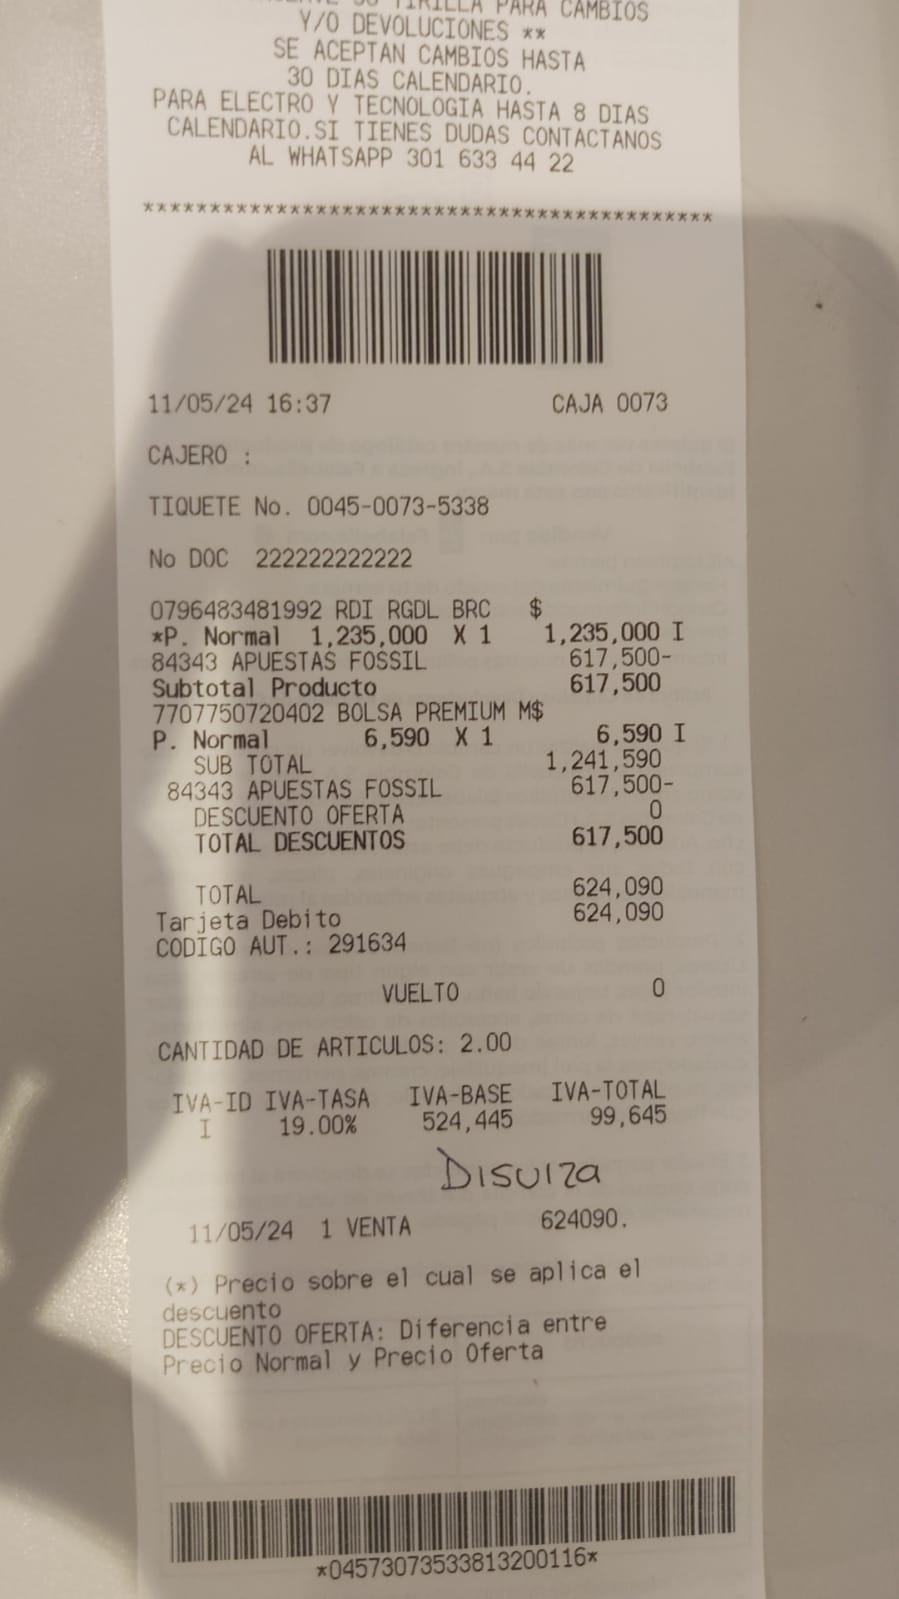 TIRILLA PARA CAMBIOS
Y/O DEVOLUCIONES **
SE ACEPTAN CAMBIOS HASTA
30 DIAS CALENDARIO.
PARA ELECTRO Y TECNOLOGIA HASTA 8 DIAS
CALENDARIO.SI TIENES DUDAS CONTACTANOS
AL WHATSAPP 301 633 44 22
*******************************************
11/05/24 16:37 CAJA 0073
CAJERO :
TIQUETE No. 0045-0073-5338
No DOC 222222222222
0796483481992 RDI RGDL BRC $
*P. Normal 1,235,000 X 1 1,235,000 I
84343 APUESTAS FOSSIL 617,500-
Subtotal Producto 617,500
7707750720402 BOLSA PREMIUM M$
P. Normal 6,590 X 1 6,590 I
SUB TOTAL 1,241,590
84343 APUESTAS FOSSIL 617,500-
DESCUENTO OFERTA 0
TOTAL DESCUENTOS 617,500
TOTAL 624,090
Tarjeta Debito 624,090
CODIGO AUT.: 291634
VUELTO 0
CANTIDAD DE ARTICULOS: 2.00
IVA-ID IVA-TASA IVA-BASE IVA-TOTAL
I 19.00% 524,445 99,645
DISUIZA
11/05/24 1 VENTA 624090.
(*) Precio sobre el cual se aplica el
descuento
DESCUENTO OFERTA: Diferencia entre
Precio Normal y Precio Oferta
*04573073533813200116*